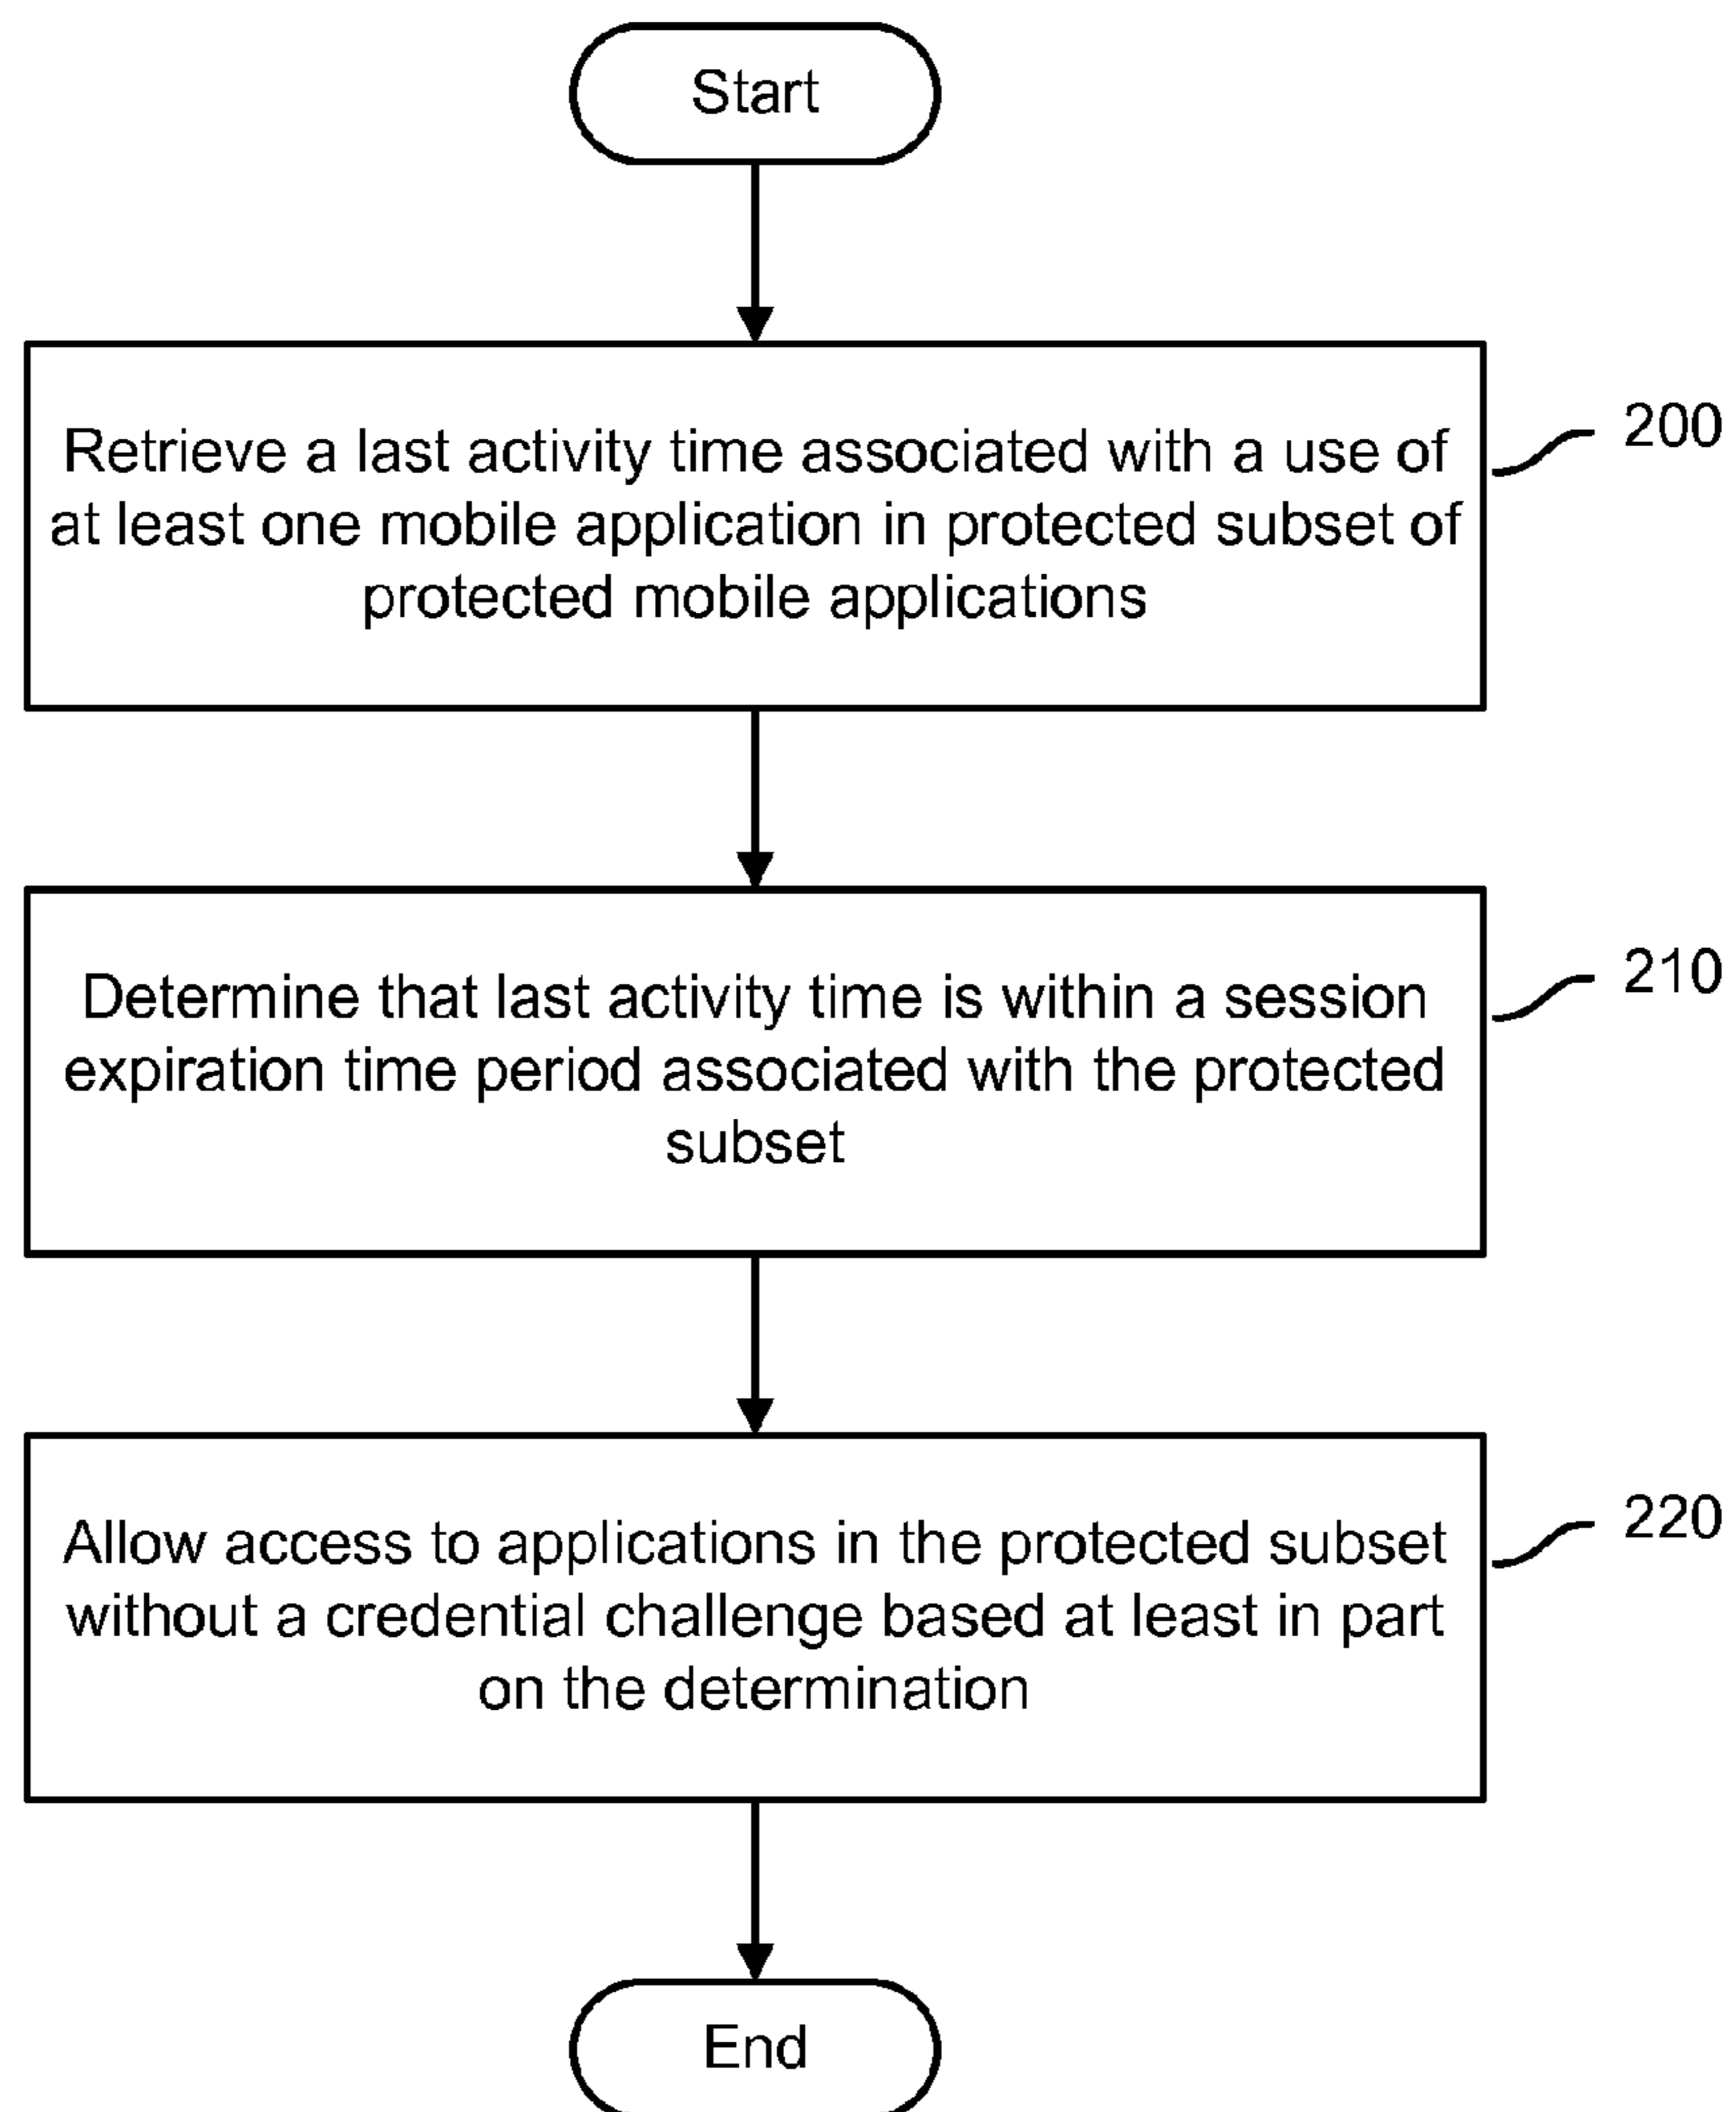 Start
Retrieve a last activity time associated with a use of
at least one mobile application in protected subset of
protected mobile applications
200
Determine that last activity time is within a session
expiration time period associated with the protected
subset
210
Allow access to applications in the protected subset
without a credential challenge based at least in part
on the determination
220
End